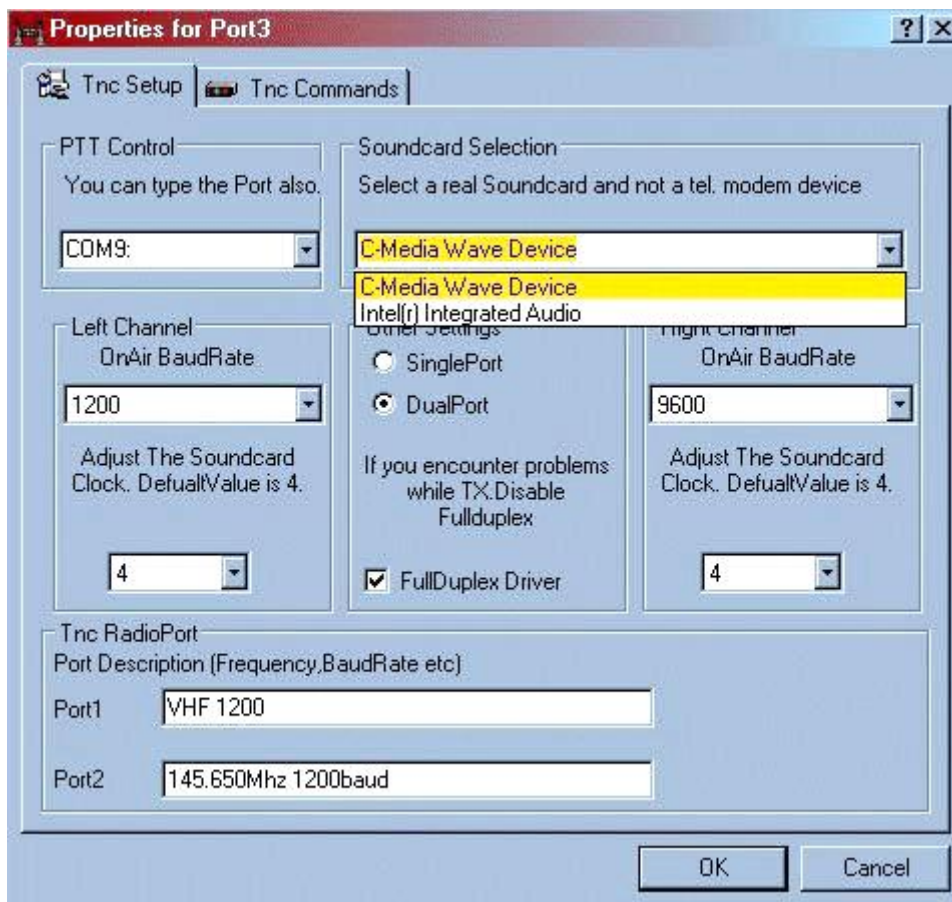 Properties for Port3
Tnc Setup
Tnc Commands
PTT Control
You can type the Port also.
COM9:
Soundcard Selection
Select a real Soundcard and not a tel. modem device
C-Media Wave Device
C-Media Wave Device
Intel(r) Integrated Audio
Left Channel
OnAir BaudRate
1200
Adjust The Soundcard
Clock. DefualtValue is 4.
4
Other Settings
SinglePort
DualPort
If you encounter problems
while TX.Disable
Fullduplex
FullDuplex Driver
Right Channel
OnAir BaudRate
9600
Adjust The Soundcard
Clock. DefualtValue is 4.
4
Tnc RadioPort
Port Description (Frequency,BaudRate etc)
Port1
VHF 1200
Port2
145.650Mhz 1200baud
OK
Cancel